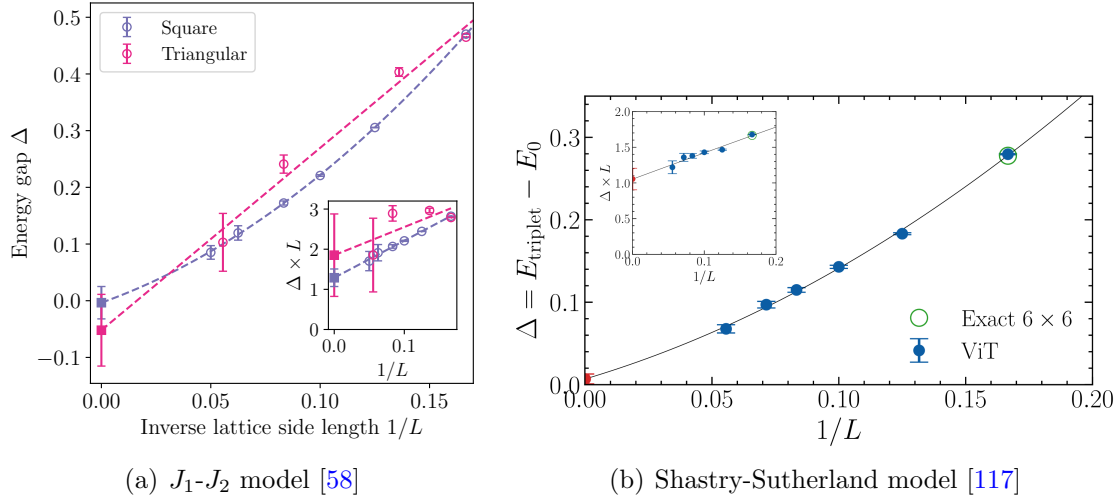 0.5
0.4
0.3
0.2
0.1
0.0
−0.1
Energy gap Δ
Square
Triangular
3
2
1
0
Δ × L
0.0 0.1
1/L
0.00 0.05 0.10 0.15
Inverse lattice side length 1/L
(a) J₁-J₂ model [58]
0.3
0.2
0.1
0.0
Δ = E_triplet − E₀
2.0
1.5
1.0
0.5
0.0
Δ × L
0.0 0.1 0.2
1/L
Exact 6 × 6
ViT
0.00 0.05 0.10 0.15 0.20
1/L
(b) Shastry-Sutherland model [117]